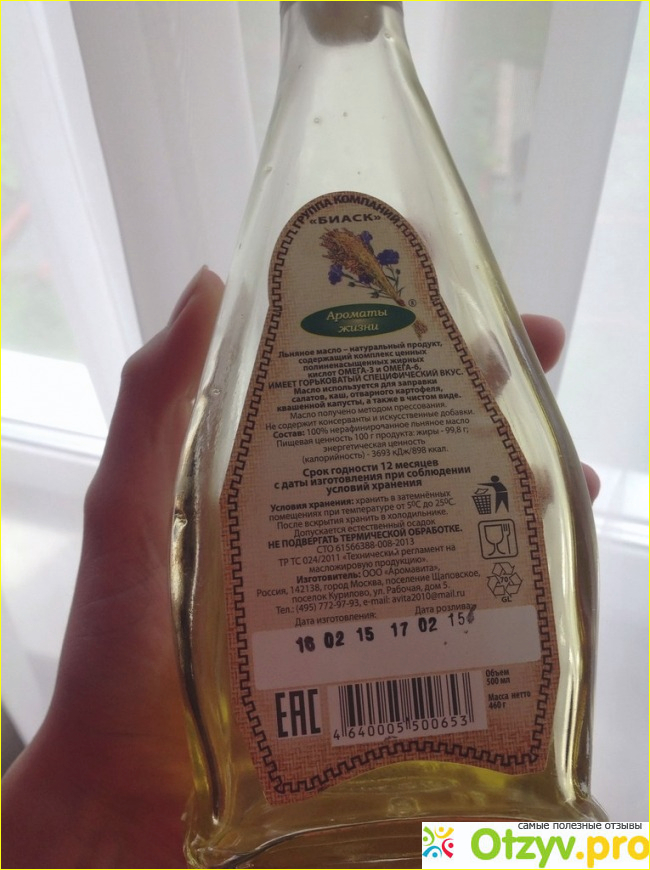 ГРУППА КОМПАНИЙ
«БИАСК»
®
Ароматы
жизни
Льняное масло – натуральный продукт,
содержащий комплекс ценных
полиненасыщенных жирных
кислот ОМЕГА-3 и ОМЕГА-6,
ИМЕЕТ ГОРЬКОВАТЫЙ СПЕЦИФИЧЕСКИЙ ВКУС.
Масло используется для заправки
салатов, каш, отварного картофеля,
квашенной капусты, а также в чистом виде.
Масло получено методом прессования.
Не содержит консерванты и искусственные добавки.
Состав: 100% нерафинированное льняное масло
Пищевая ценность 100 г продукта: жиры - 99,8 г;
энергетическая ценность
(калорийность) - 3693 кДж/898 ккал.
Срок годности 12 месяцев
с даты изготовления при соблюдении
условий хранения
Условия хранения: хранить в затемнённых
помещениях при температуре от 5ºС до 25ºС.
После вскрытия хранить в холодильнике.
Допускается естественный осадок
НЕ ПОДВЕРГАТЬ ТЕРМИЧЕСКОЙ ОБРАБОТКЕ.
СТО 61566388-008-2013
ТР ТС 024/2011 «Технический регламент на
масложировую продукцию».
Изготовитель: ООО «Аромавита»,
Россия, 142138, город Москва, поселение Щаповское,
поселок Курилово, ул. Рабочая, дом 5.
Тел.: (495) 772-97-93, e-mail: avita2010@mail.ru
70
GL
Дата изготовления: Дата розлива:
16 02 15 17 02 15
Объем
500 мл
Масса нетто
460 г
ЕАС
4 640005 500653
самые полезные отзывы
Otzyv.pro